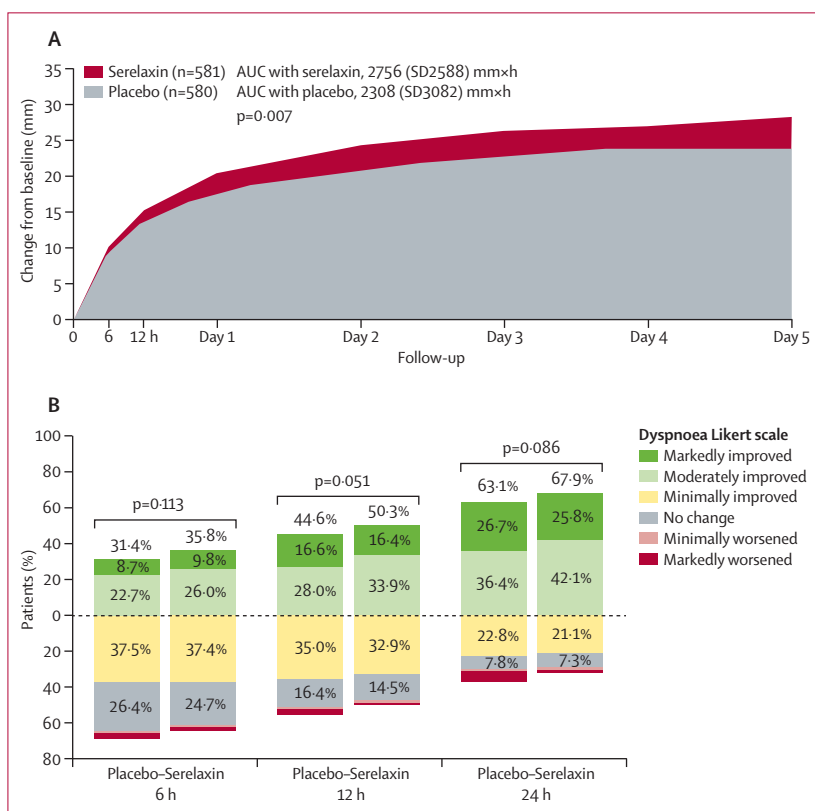 A
35
30
25
20
15
10
5
0
Change from baseline (mm)
Serelaxin (n=581) AUC with serelaxin, 2756 (SD2588) mm×h
Placebo (n=580) AUC with placebo, 2308 (SD3082) mm×h
p=0·007
0 6 12 h Day 1 Day 2 Day 3 Day 4 Day 5
Follow-up
B
100
80
60
40
20
0
20
40
60
80
Patients (%)
p=0·113
31·4% 35·8%
8·7% 9·8%
22·7% 26·0%
37·5% 37·4%
26·4% 24·7%
p=0·051
44·6% 50·3%
16·6% 16·4%
28·0% 33·9%
35·0% 32·9%
16·4% 14·5%
p=0·086
63·1% 67·9%
26·7% 25·8%
36·4% 42·1%
22·8% 21·1%
7·8% 7·3%
Placebo–Serelaxin
6 h
Placebo–Serelaxin
12 h
Placebo–Serelaxin
24 h
Dyspnoea Likert scale
Markedly improved
Moderately improved
Minimally improved
No change
Minimally worsened
Markedly worsened